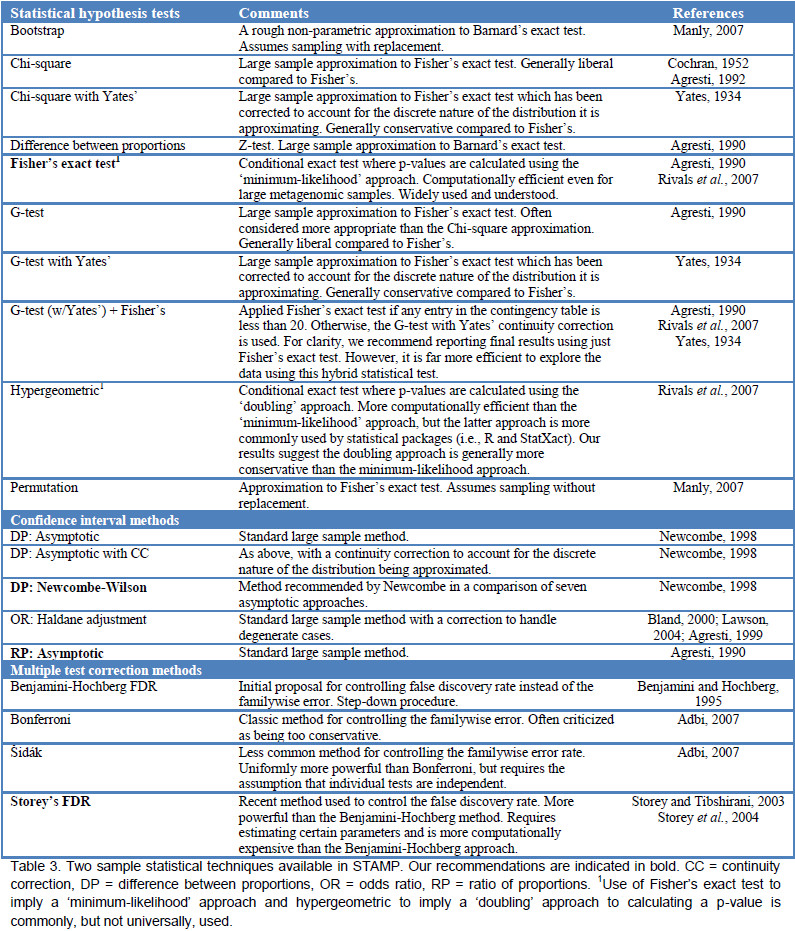 Statistical hypothesis tests Comments References
Bootstrap A rough non-parametric approximation to Barnard's exact test. Manly, 2007
Assumes sampling with replacement.
Chi-square Large sample approximation to Fisher's exact test. Generally liberal Cochran, 1952
compared to Fisher's. Agresti, 1992
Chi-square with Yates' Large sample approximation to Fisher's exact test which has been Yates, 1934
corrected to account for the discrete nature of the distribution it is
approximating. Generally conservative compared to Fisher's.
Difference between proportions Z-test. Large sample approximation to Barnard's exact test. Agresti, 1990
Fisher's exact test¹ Conditional exact test where p-values are calculated using the Agresti, 1990
'minimum-likelihood' approach. Computationally efficient even for Rivals et al., 2007
large metagenomic samples. Widely used and understood.
G-test Large sample approximation to Fisher's exact test. Often Agresti, 1990
considered more appropriate than the Chi-square approximation.
Generally liberal compared to Fisher's.
G-test with Yates' Large sample approximation to Fisher's exact test which has been Yates, 1934
corrected to account for the discrete nature of the distribution it is
approximating. Generally conservative compared to Fisher's.
G-test (w/Yates') + Fisher's Applied Fisher's exact test if any entry in the contingency table is Agresti, 1990
less than 20. Otherwise, the G-test with Yates' continuity correction Rivals et al., 2007
is used. For clarity, we recommend reporting final results using just Yates, 1934
Fisher's exact test. However, it is far more efficient to explore the
data using this hybrid statistical test.
Hypergeometric¹ Conditional exact test where p-values are calculated using the Rivals et al., 2007
'doubling' approach. More computationally efficient than the
'minimum-likelihood' approach, but the latter approach is more
commonly used by statistical packages (i.e., R and StatXact). Our
results suggest the doubling approach is generally more
conservative than the minimum-likelihood approach.
Permutation Approximation to Fisher's exact test. Assumes sampling without Manly, 2007
replacement.
Confidence interval methods
DP: Asymptotic Standard large sample method. Newcombe, 1998
DP: Asymptotic with CC As above, with a continuity correction to account for the discrete Newcombe, 1998
nature of the distribution being approximated.
DP: Newcombe-Wilson Method recommended by Newcombe in a comparison of seven Newcombe, 1998
asymptotic approaches.
OR: Haldane adjustment Standard large sample method with a correction to handle Bland, 2000; Lawson,
degenerate cases. 2004; Agresti, 1999
RP: Asymptotic Standard large sample method. Agresti, 1990
Multiple test correction methods
Benjamini-Hochberg FDR Initial proposal for controlling false discovery rate instead of the Benjamini and Hochberg,
familywise error. Step-down procedure. 1995
Bonferroni Classic method for controlling the familywise error. Often criticized Adbi, 2007
as being too conservative.
Šidák Less common method for controlling the familywise error rate. Adbi, 2007
Uniformly more powerful than Bonferroni, but requires the
assumption that individual tests are independent.
Storey's FDR Recent method used to control the false discovery rate. More Storey and Tibshirani, 2003
powerful than the Benjamini-Hochberg method. Requires Storey et al., 2004
estimating certain parameters and is more computationally
expensive than the Benjamini-Hochberg approach.
Table 3. Two sample statistical techniques available in STAMP. Our recommendations are indicated in bold. CC = continuity
correction, DP = difference between proportions, OR = odds ratio, RP = ratio of proportions. ¹Use of Fisher's exact test to
imply a 'minimum-likelihood' approach and hypergeometric to imply a 'doubling' approach to calculating a p-value is
commonly, but not universally, used.